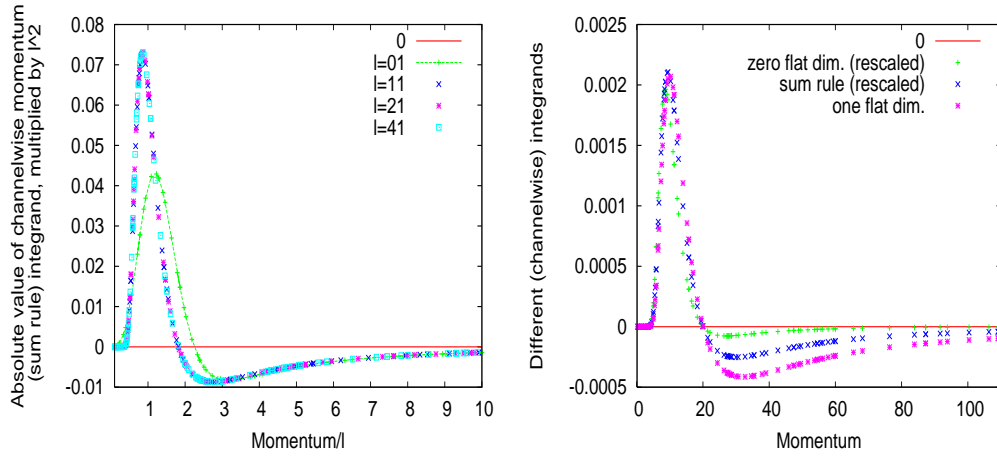 Absolute value of channelwise momentum
(sum rule) integrand, multiplied by l^2
0.08
0.07
0.06
0.05
0.04
0.03
0.02
0.01
0
-0.01
0
l=01
l=11
l=21
l=41
1 2 3 4 5 6 7 8 9 10
Momentum/l
Different (channelwise) integrands
0.0025
0.002
0.0015
0.001
0.0005
0
-0.0005
0
zero flat dim. (rescaled)
sum rule (rescaled)
one flat dim.
0 20 40 60 80 100
Momentum